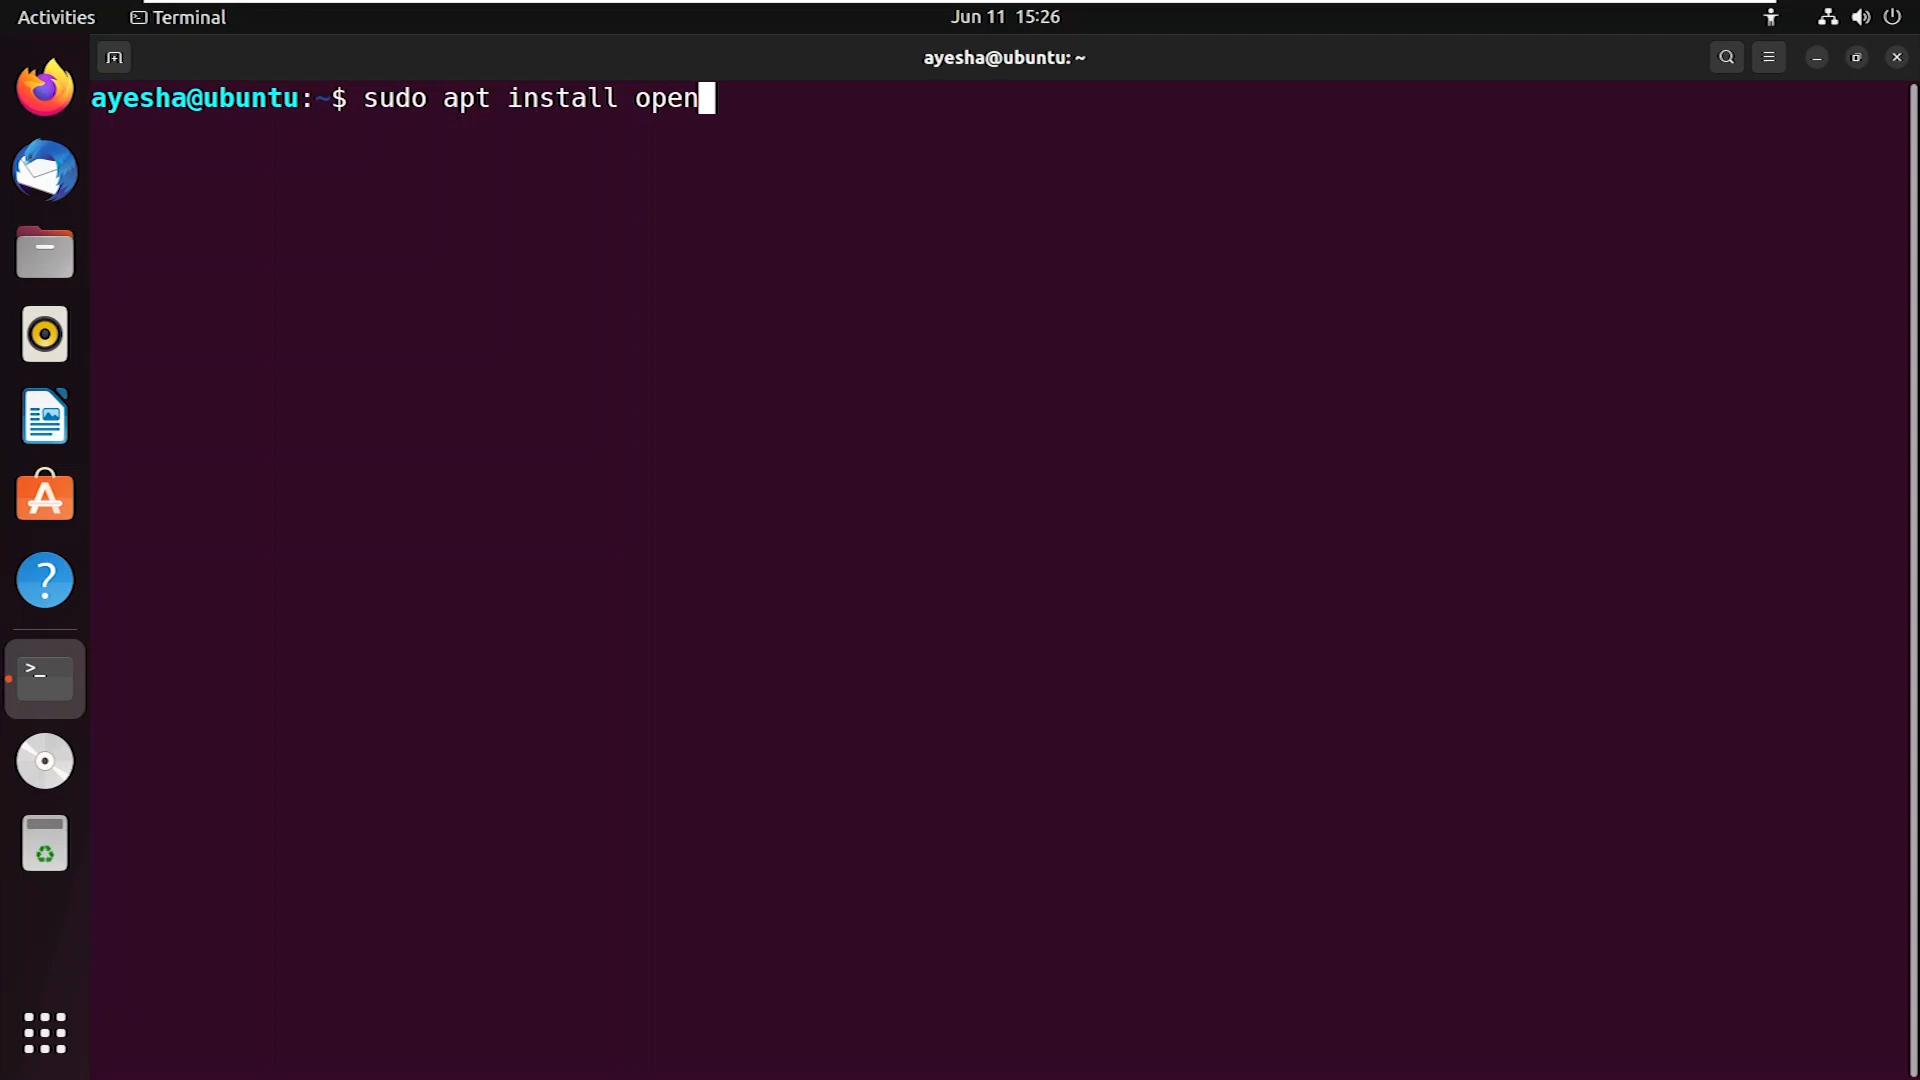 Activities Terminal Jun 11 15:26
ayesha@ubuntu: ~
ayesha@ubuntu:~$ sudo apt install open